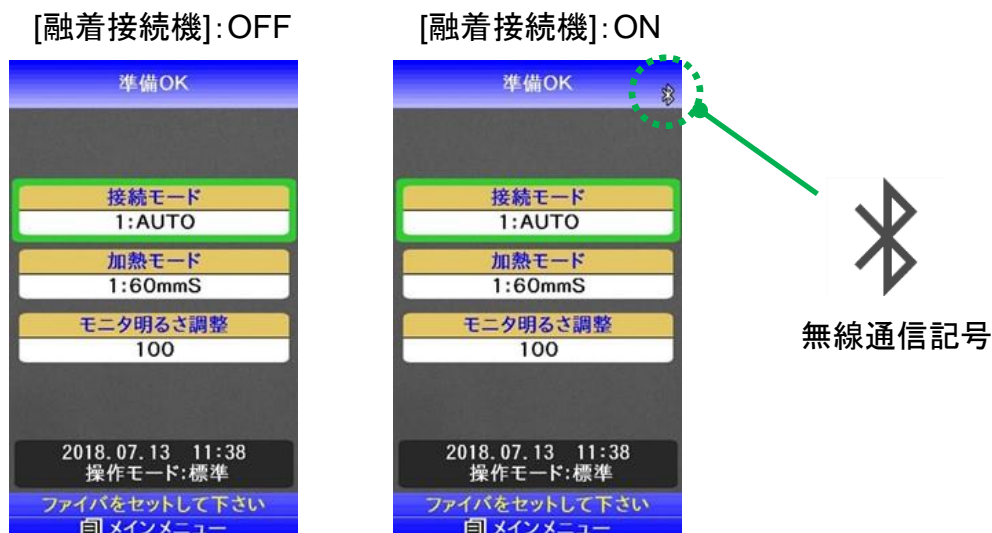 [融着接続機]:OFF
準備OK
接続モード
1:AUTO
加熱モード
1:60mmS
モニタ明るさ調整
100
2018.07.13 11:38
操作モード:標準
ファイバをセットして下さい
メインメニュー
[融着接続機]:ON
準備OK
接続モード
1:AUTO
加熱モード
1:60mmS
モニタ明るさ調整
100
2018.07.13 11:38
操作モード:標準
ファイバをセットして下さい
メインメニュー
無線通信記号